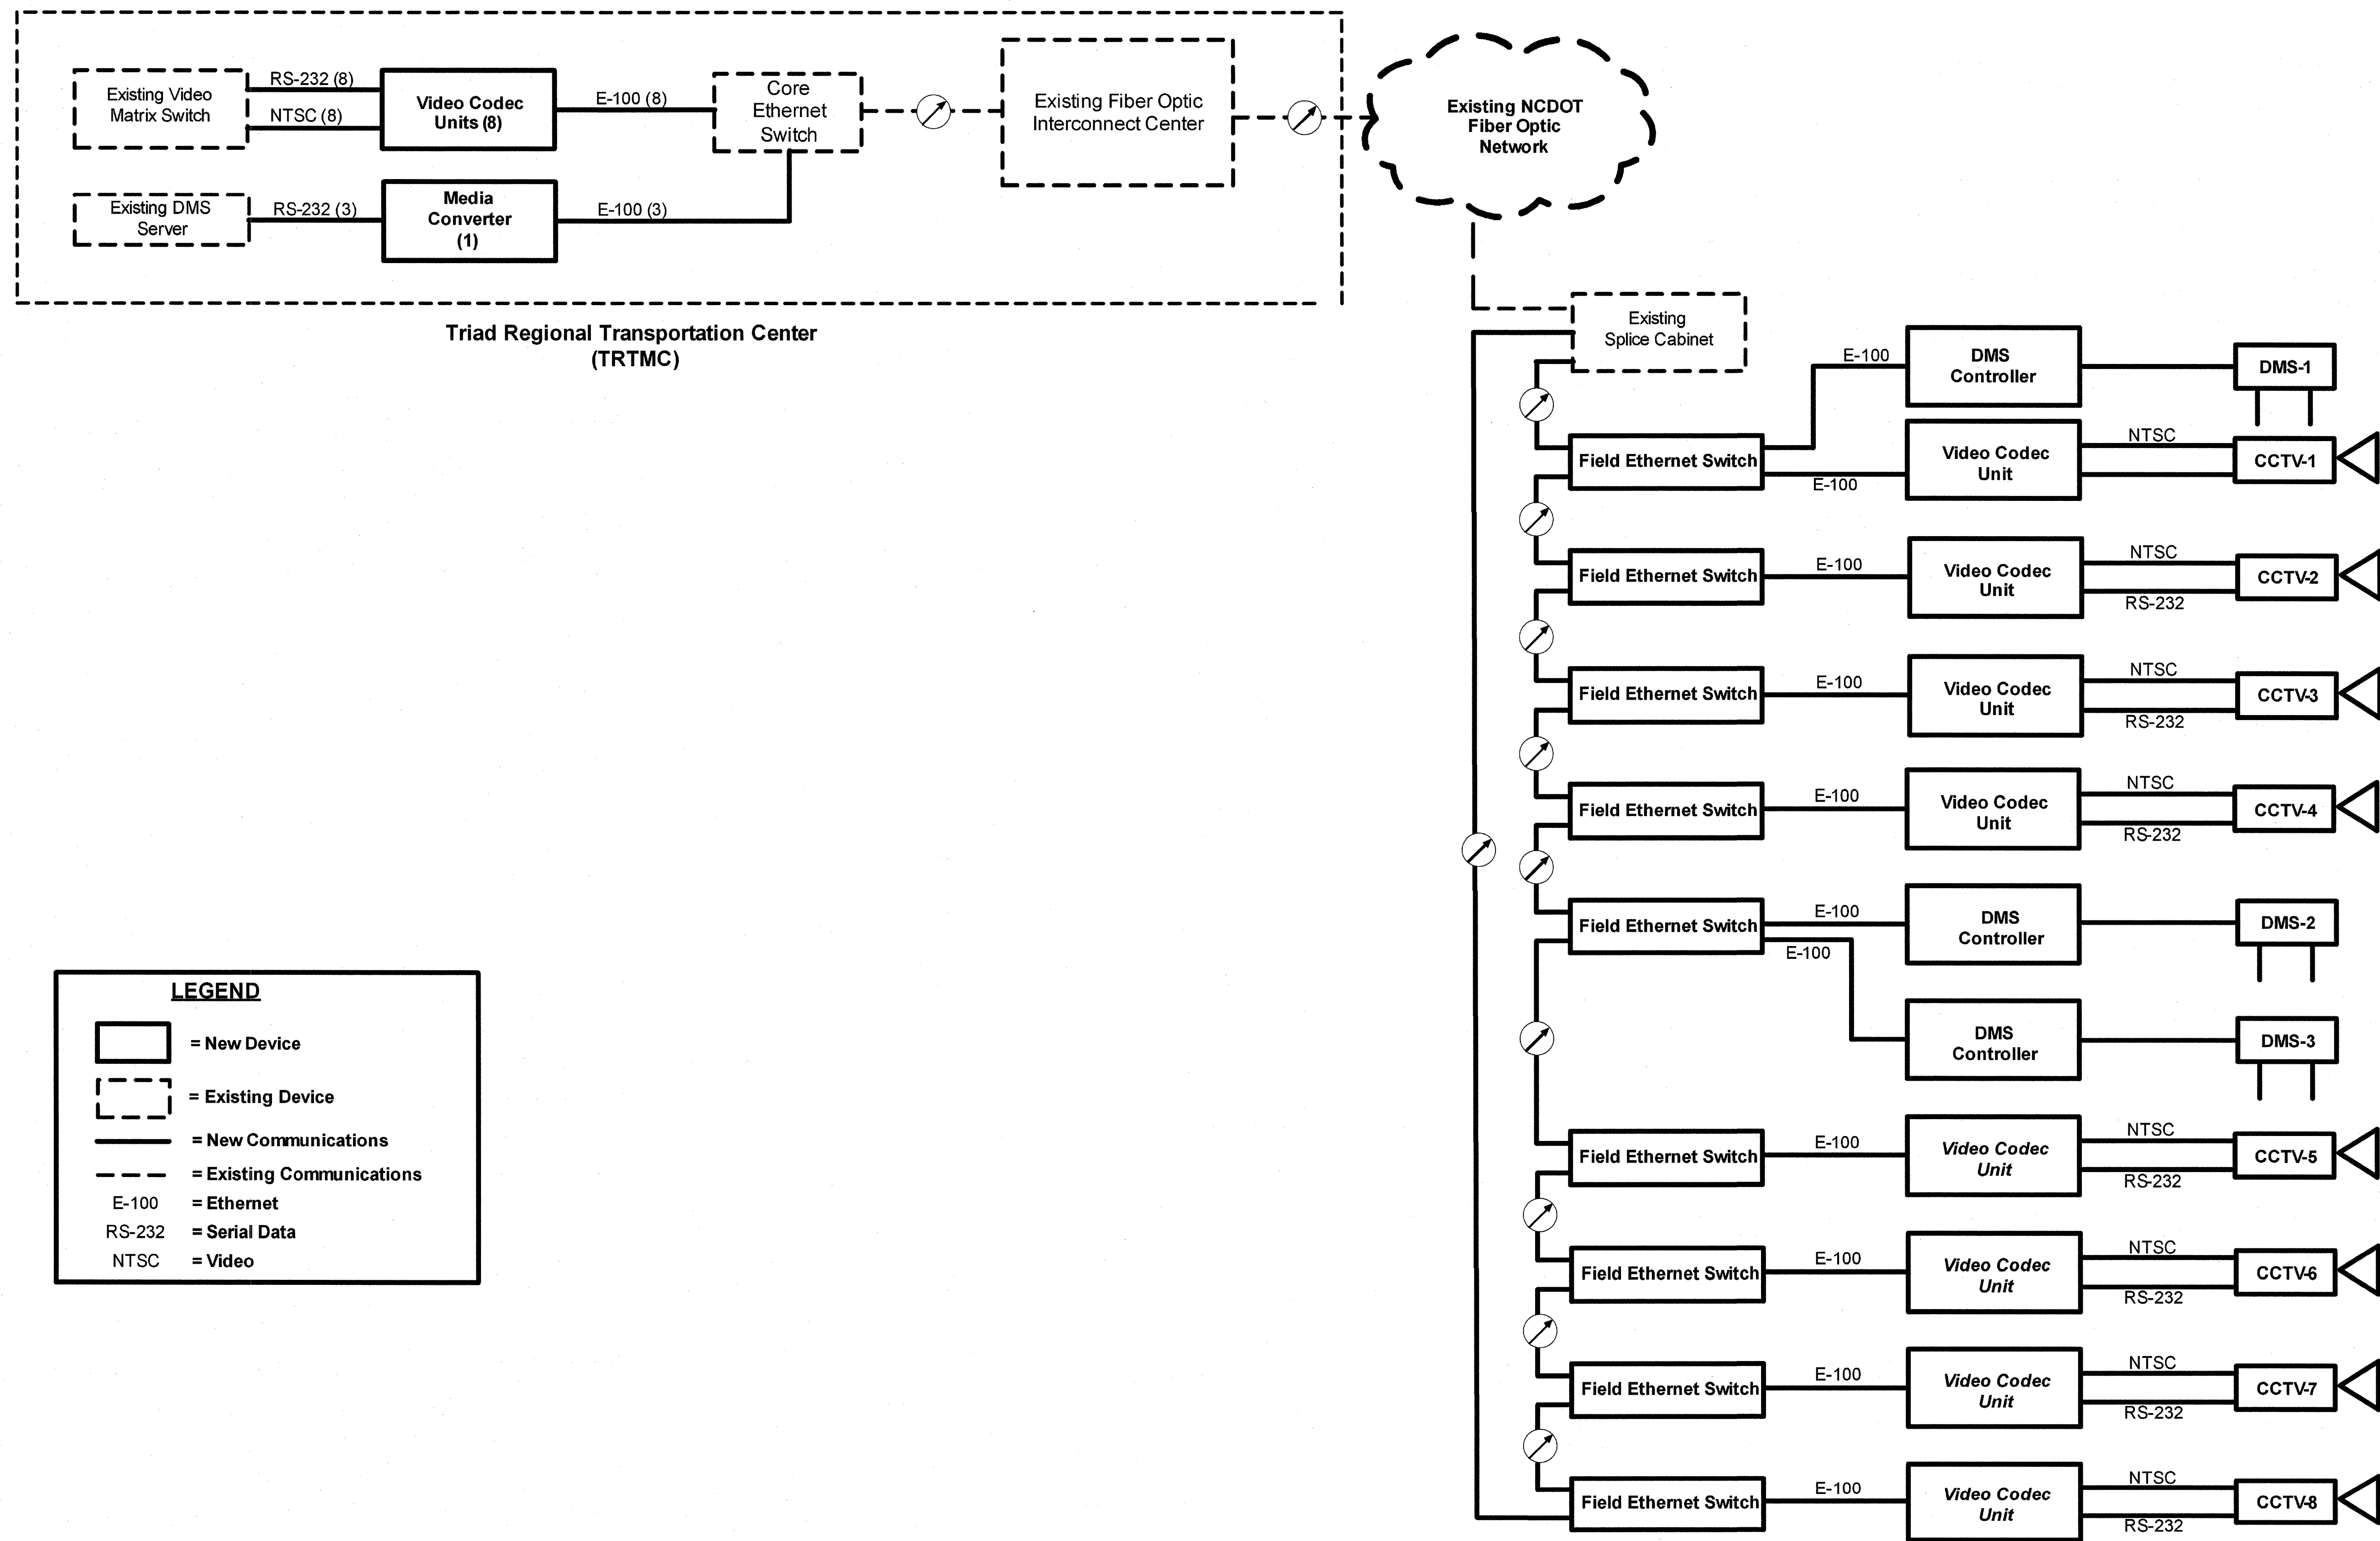 RS-232 (8)
Existing Video
Matrix Switch
NTSC (8)
Video Codec
Units (8)
E-100 (8)
Core
Ethernet
Switch
Existing Fiber Optic
Interconnect Center
Existing NCDOT
Fiber Optic
Network
Existing DMS
Server
RS-232 (3)
Media
Converter
(1)
E-100 (3)
Triad Regional Transportation Center
(TRTMC)
Existing
Splice Cabinet
E-100
DMS
Controller
DMS-1
Field Ethernet Switch
E-100
Video Codec
Unit
NTSC
CCTV-1
Field Ethernet Switch
E-100
Video Codec
Unit
NTSC
RS-232
CCTV-2
Field Ethernet Switch
E-100
Video Codec
Unit
NTSC
RS-232
CCTV-3
Field Ethernet Switch
E-100
Video Codec
Unit
NTSC
RS-232
CCTV-4
Field Ethernet Switch
E-100
DMS
Controller
DMS-2
E-100
DMS
Controller
DMS-3
Field Ethernet Switch
E-100
Video Codec
Unit
NTSC
RS-232
CCTV-5
Field Ethernet Switch
E-100
Video Codec
Unit
NTSC
RS-232
CCTV-6
Field Ethernet Switch
E-100
Video Codec
Unit
NTSC
RS-232
CCTV-7
Field Ethernet Switch
E-100
Video Codec
Unit
NTSC
RS-232
CCTV-8
LEGEND
= New Device
= Existing Device
= New Communications
= Existing Communications
E-100 = Ethernet
RS-232 = Serial Data
NTSC = Video